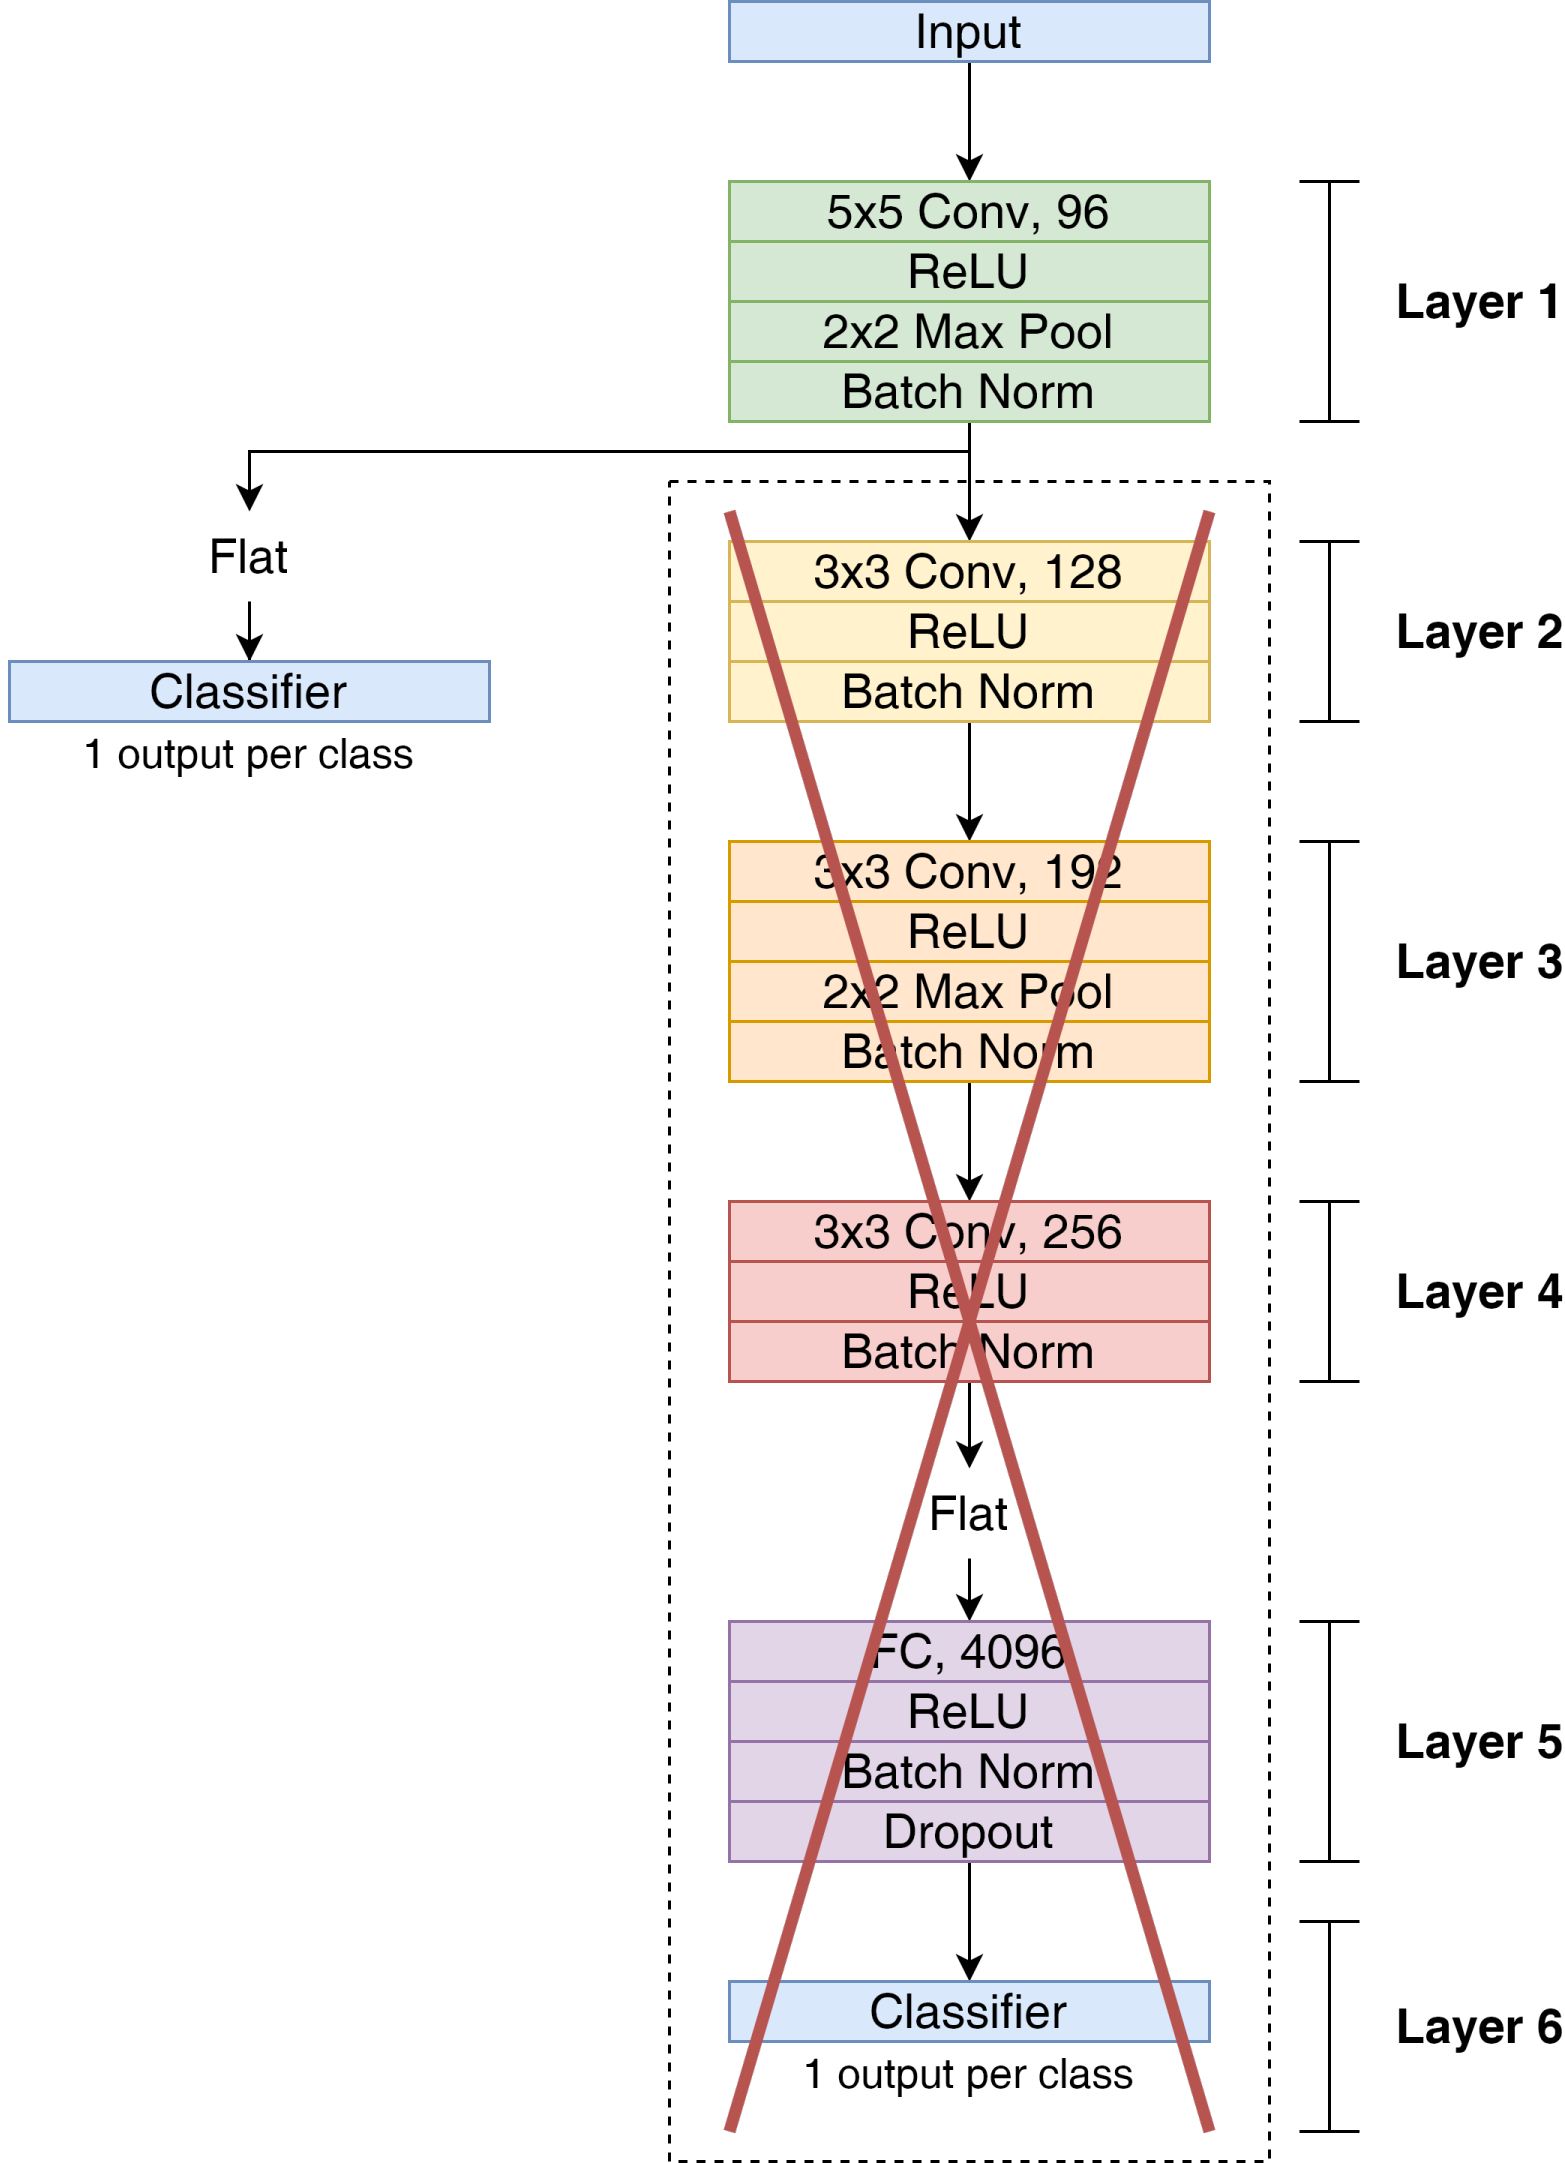 Input
5x5 Conv, 96
ReLU
2x2 Max Pool
Batch Norm
Layer 1
Flat
Classifier
1 output per class
3x3 Conv, 128
ReLU
Batch Norm
Layer 2
3x3 Conv, 192
ReLU
2x2 Max Pool
Batch Norm
Layer 3
3x3 Conv, 256
ReLU
Batch Norm
Layer 4
Flat
FC, 4096
ReLU
Batch Norm
Dropout
Layer 5
Classifier
1 output per class
Layer 6